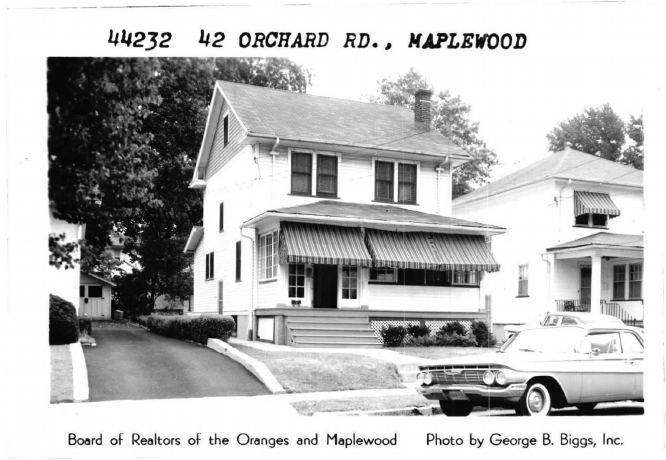 44232 42 ORCHARD RD., MAPLEWOOD
Board of Realtors of the Oranges and Maplewood Photo by George B. Biggs, Inc.